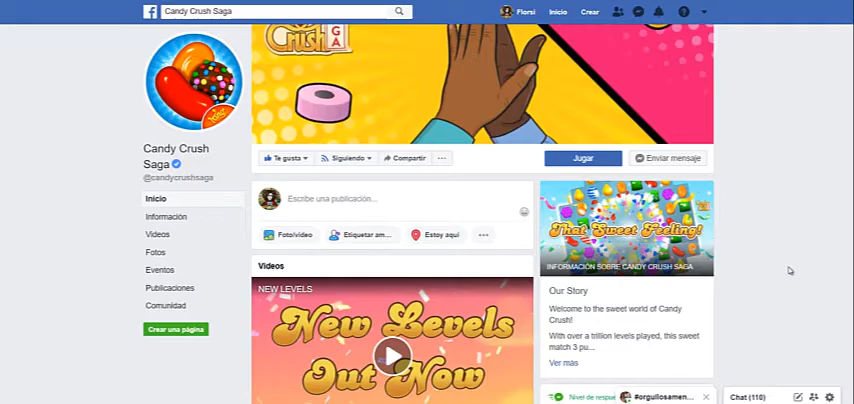 Candy Crush Saga
Florsi
Inicio
Crear
Crush
GA
King
Candy Crush
Saga
@candycrushsaga
Te gusta
Siguiendo
Compartir
Jugar
Enviar mensaje
Inicio
Información
Videos
Fotos
Eventos
Publicaciones
Comunidad
Crear una página
Escribe una publicación...
Foto/video
Etiquetar am...
Estoy aquí
Videos
NEW LEVELS
New Levels
Out Now
That Sweet Feeling!
INFORMACIÓN SOBRE CANDY CRUSH SAGA
Our Story
Welcome to the sweet world of Candy
Crush!
With over a trillion levels played, this sweet
match 3 pu...
Ver más
Nivel de respue
#orgullosamen...
Chat (110)